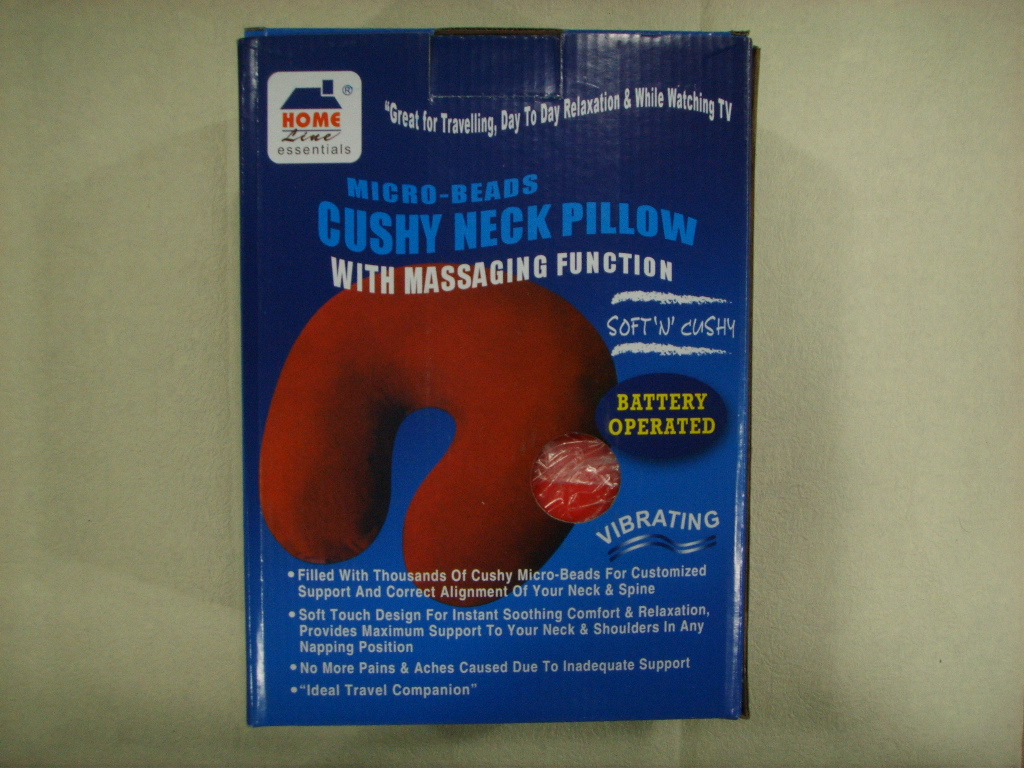 HOME
Line
essentials
®
"Great for Travelling, Day To Day Relaxation & While Watching TV
MICRO-BEADS
CUSHY NECK PILLOW
WITH MASSAGING FUNCTION
SOFT 'N' CUSHY
BATTERY
OPERATED
VIBRATING
• Filled With Thousands Of Cushy Micro-Beads For Customized
Support And Correct Alignment Of Your Neck & Spine
• Soft Touch Design For Instant Soothing Comfort & Relaxation,
Provides Maximum Support To Your Neck & Shoulders In Any
Napping Position
• No More Pains & Aches Caused Due To Inadequate Support
• "Ideal Travel Companion"